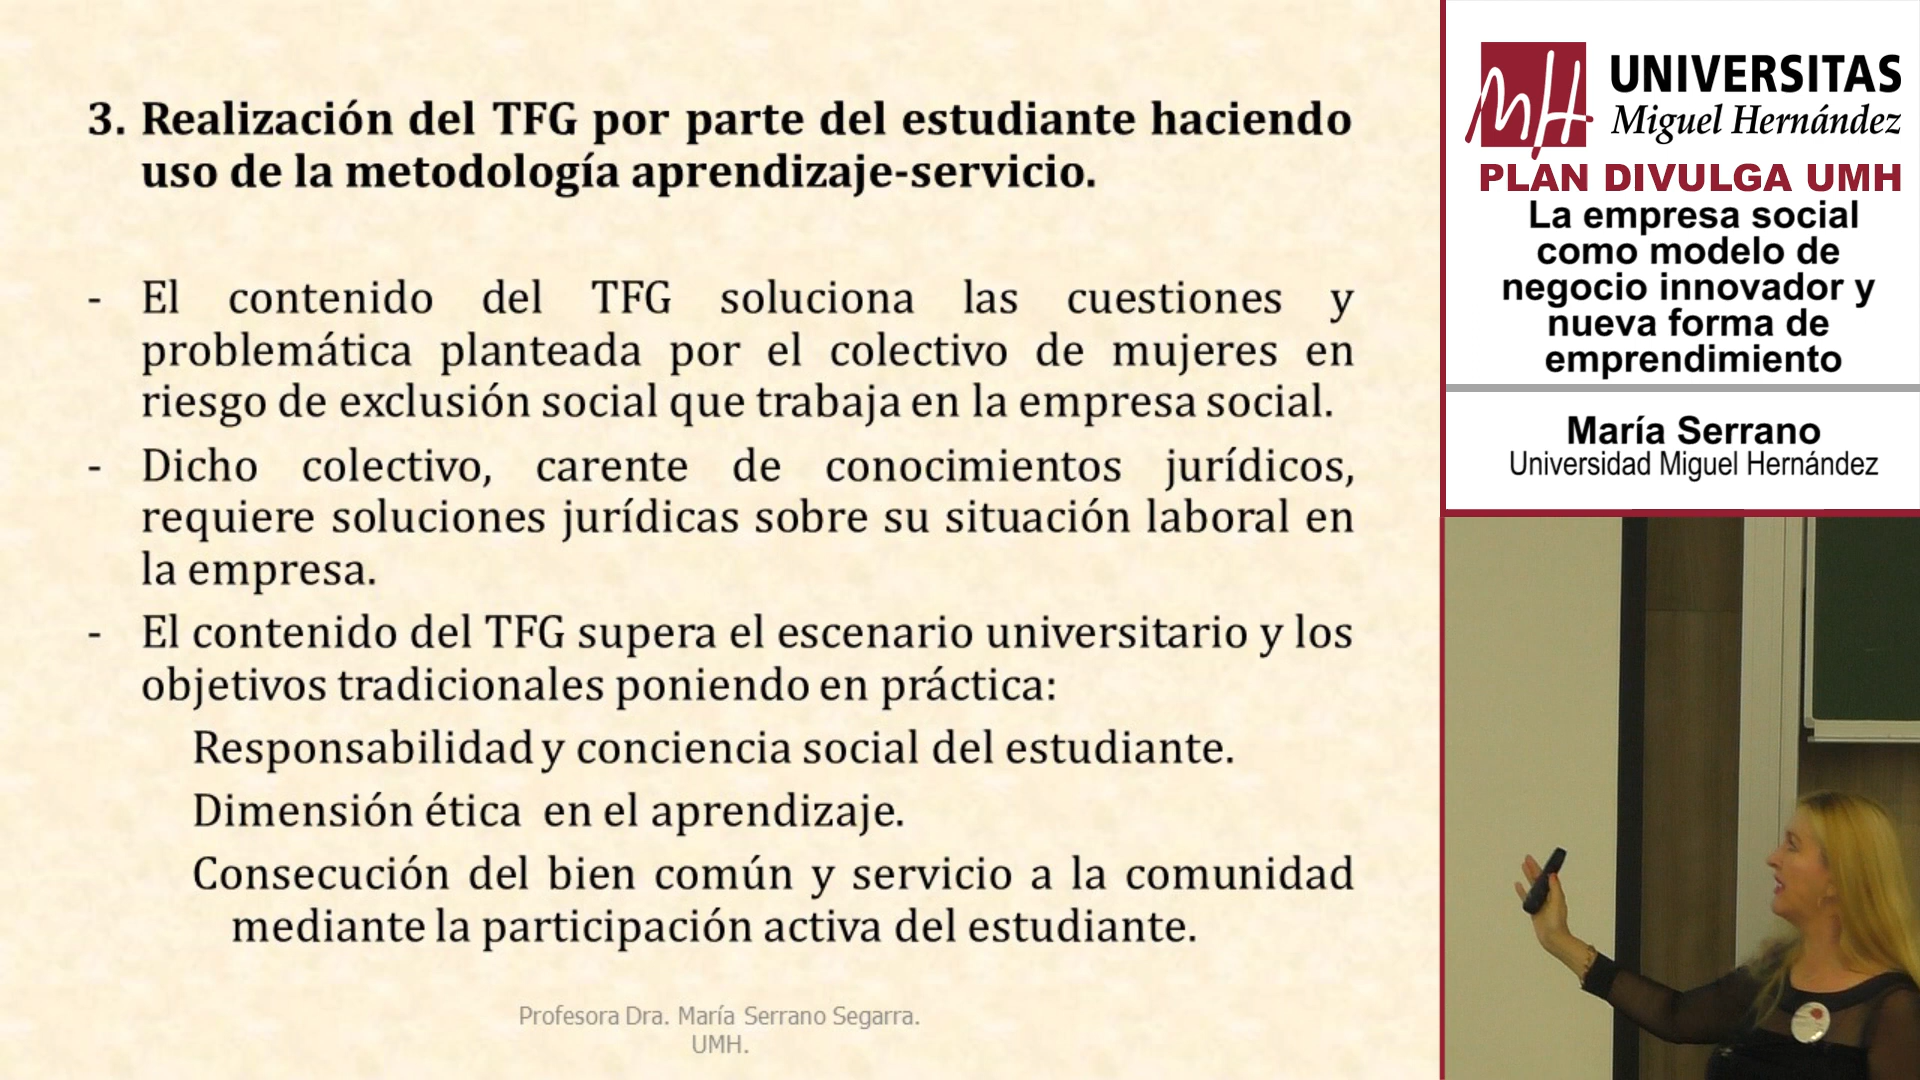 3. Realización del TFG por parte del estudiante haciendo
uso de la metodología aprendizaje-servicio.
- El contenido del TFG soluciona las cuestiones y
problemática planteada por el colectivo de mujeres en
riesgo de exclusión social que trabaja en la empresa social.
- Dicho colectivo, carente de conocimientos jurídicos,
requiere soluciones jurídicas sobre su situación laboral en
la empresa.
- El contenido del TFG supera el escenario universitario y los
objetivos tradicionales poniendo en práctica:
Responsabilidad y conciencia social del estudiante.
Dimensión ética en el aprendizaje.
Consecución del bien común y servicio a la comunidad
mediante la participación activa del estudiante.
Profesora Dra. María Serrano Segarra.
UMH.
UNIVERSITAS
Miguel Hernández
PLAN DIVULGA UMH
La empresa social
como modelo de
negocio innovador y
nueva forma de
emprendimiento
María Serrano
Universidad Miguel Hernández